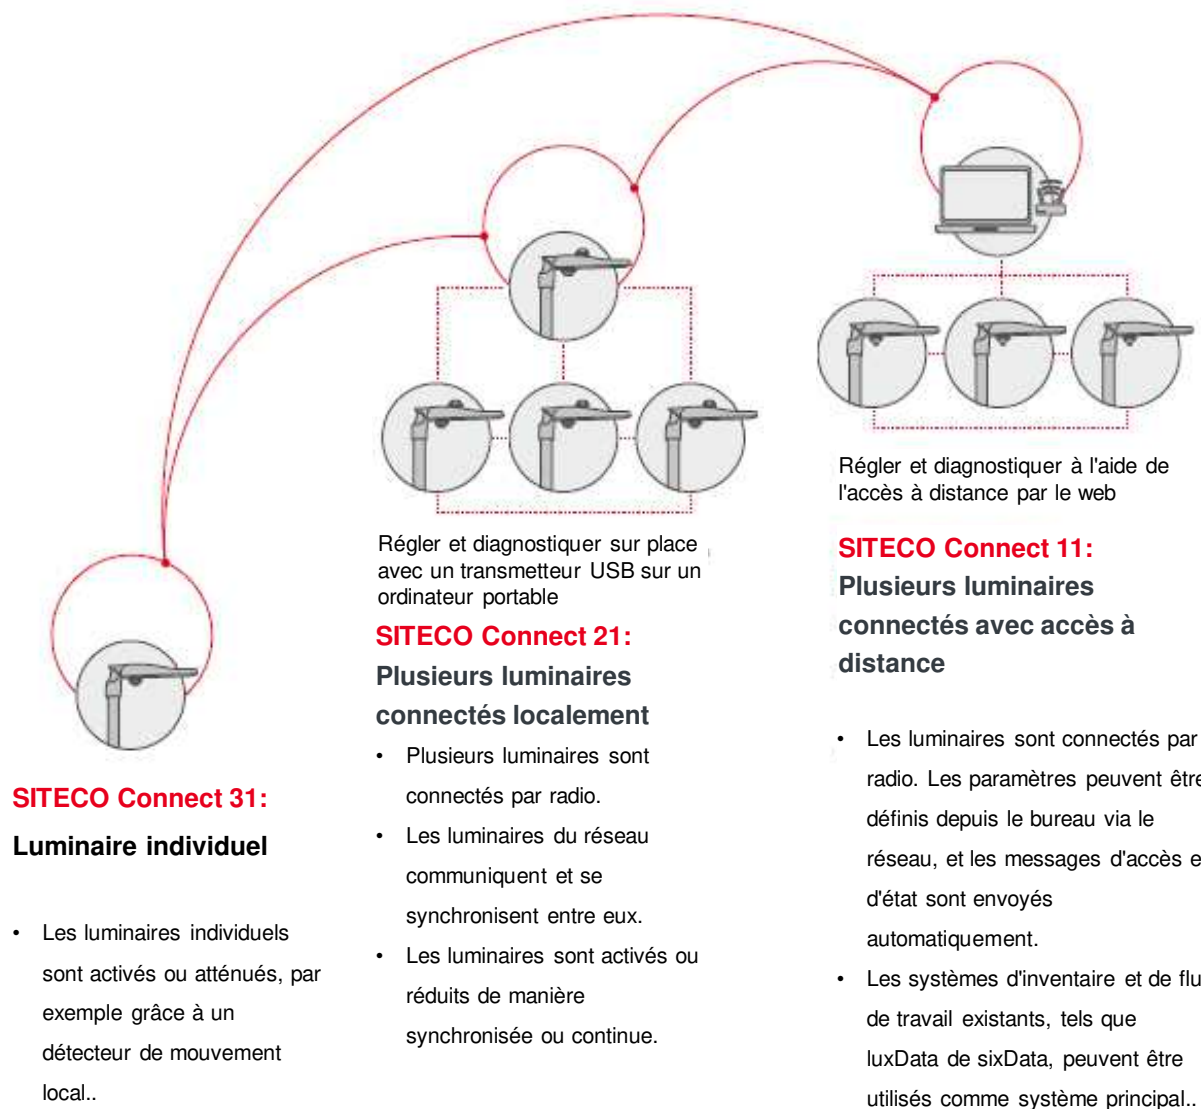 SITECO Connect 31:
Luminaire individuel
• Les luminaires individuels
sont activés ou atténués, par
exemple grâce à un
détecteur de mouvement
local..
Régler et diagnostiquer sur place
avec un transmetteur USB sur un
ordinateur portable
SITECO Connect 21:
Plusieurs luminaires
connectés localement
• Plusieurs luminaires sont
connectés par radio.
• Les luminaires du réseau
communiquent et se
synchronisent entre eux.
• Les luminaires sont activés ou
réduits de manière
synchronisée ou continue.
Régler et diagnostiquer à l'aide de
l'accès à distance par le web
SITECO Connect 11:
Plusieurs luminaires
connectés avec accès à
distance
• Les luminaires sont connectés par
radio. Les paramètres peuvent être
définis depuis le bureau via le
réseau, et les messages d'accès e
d'état sont envoyés
automatiquement.
• Les systèmes d'inventaire et de flu
de travail existants, tels que
luxData de sixData, peuvent être
utilisés comme système principal..